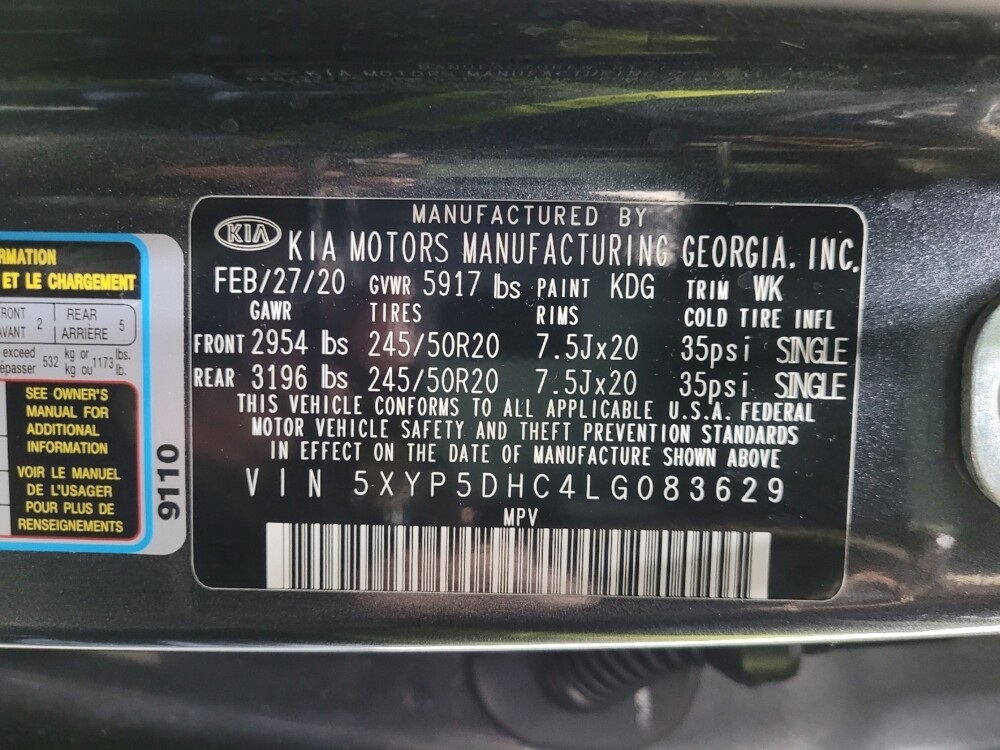 MANUFACTURED BY
KIA KIA MOTORS MANUFACTURING GEORGIA. INC.
FEB/27/20 GVWR 5917 lbs PAINT KDG TRIM WK
GAWR TIRES RIMS COLD TIRE INFL
FRONT 2954 lbs 245/50R20 7.5Jx20 35psi SINGLE
REAR 3196 lbs 245/50R20 7.5Jx20 35psi SINGLE
THIS VEHICLE CONFORMS TO ALL APPLICABLE U.S.A. FEDERAL
MOTOR VEHICLE SAFETY AND THEFT PREVENTION STANDARDS
IN EFFECT ON THE DATE OF MANUFACTURE SHOWN ABOVE
VIN 5XYP5DHC4LG083629
MPV
ET LE CHARGEMENT
2 REAR 5
ARRIÈRE
exceed 532 kg or 1173 lbs.
kg ou lb.
SEE OWNER'S
MANUAL FOR
ADDITIONAL
INFORMATION
VOIR LE MANUEL
DE L'USAGER
POUR PLUS DE
RENSEIGNEMENTS
9110